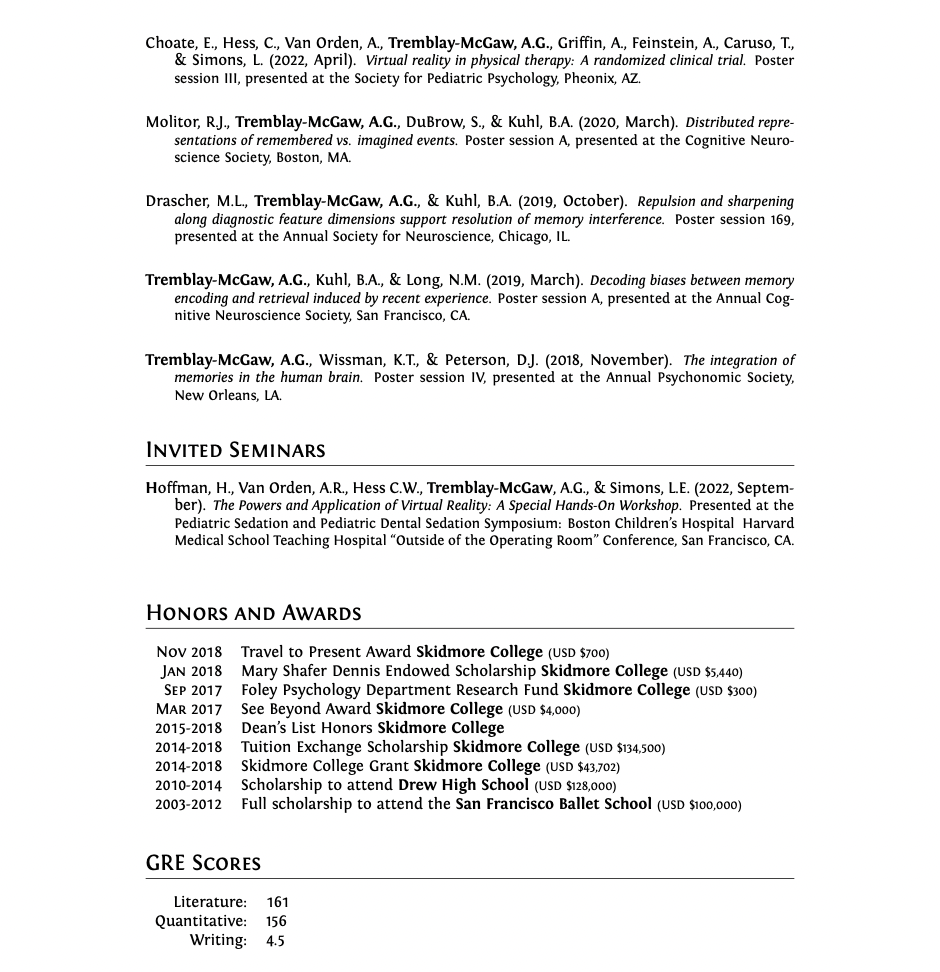 Choate, E., Hess, C., Van Orden, A., Tremblay-McGaw, A.G., Griffin, A., Feinstein, A., Caruso, T.,
& Simons, L. (2022, April). Virtual reality in physical therapy: A randomized clinical trial. Poster
session III, presented at the Society for Pediatric Psychology, Pheonix, AZ.
Molitor, R.J., Tremblay-McGaw, A.G., DuBrow, S., & Kuhl, B.A. (2020, March). Distributed repre-
sentations of remembered vs. imagined events. Poster session A, presented at the Cognitive Neuro-
science Society, Boston, MA.
Drascher, M.L., Tremblay-McGaw, A.G., & Kuhl, B.A. (2019, October). Repulsion and sharpening
along diagnostic feature dimensions support resolution of memory interference. Poster session 169,
presented at the Annual Society for Neuroscience, Chicago, IL.
Tremblay-McGaw, A.G., Kuhl, B.A., & Long, N.M. (2019, March). Decoding biases between memory
encoding and retrieval induced by recent experience. Poster session A, presented at the Annual Cog-
nitive Neuroscience Society, San Francisco, CA.
Tremblay-McGaw, A.G., Wissman, K.T., & Peterson, D.J. (2018, November). The integration of
memories in the human brain. Poster session IV, presented at the Annual Psychonomic Society,
New Orleans, LA.
Invited Seminars
Hoffman, H., Van Orden, A.R., Hess C.W., Tremblay-McGaw, A.G., & Simons, L.E. (2022, Septem-
ber). The Powers and Application of Virtual Reality: A Special Hands-On Workshop. Presented at the
Pediatric Sedation and Pediatric Dental Sedation Symposium: Boston Children's Hospital Harvard
Medical School Teaching Hospital "Outside of the Operating Room" Conference, San Francisco, CA.
Honors and Awards
Nov 2018 Travel to Present Award Skidmore College (USD $700)
Jan 2018 Mary Shafer Dennis Endowed Scholarship Skidmore College (USD $5,440)
Sep 2017 Foley Psychology Department Research Fund Skidmore College (USD $300)
Mar 2017 See Beyond Award Skidmore College (USD $4,000)
2015-2018 Dean's List Honors Skidmore College
2014-2018 Tuition Exchange Scholarship Skidmore College (USD $134,500)
2014-2018 Skidmore College Grant Skidmore College (USD $43,702)
2010-2014 Scholarship to attend Drew High School (USD $128,000)
2003-2012 Full scholarship to attend the San Francisco Ballet School (USD $100,000)
GRE Scores
Literature: 161
Quantitative: 156
Writing: 4.5